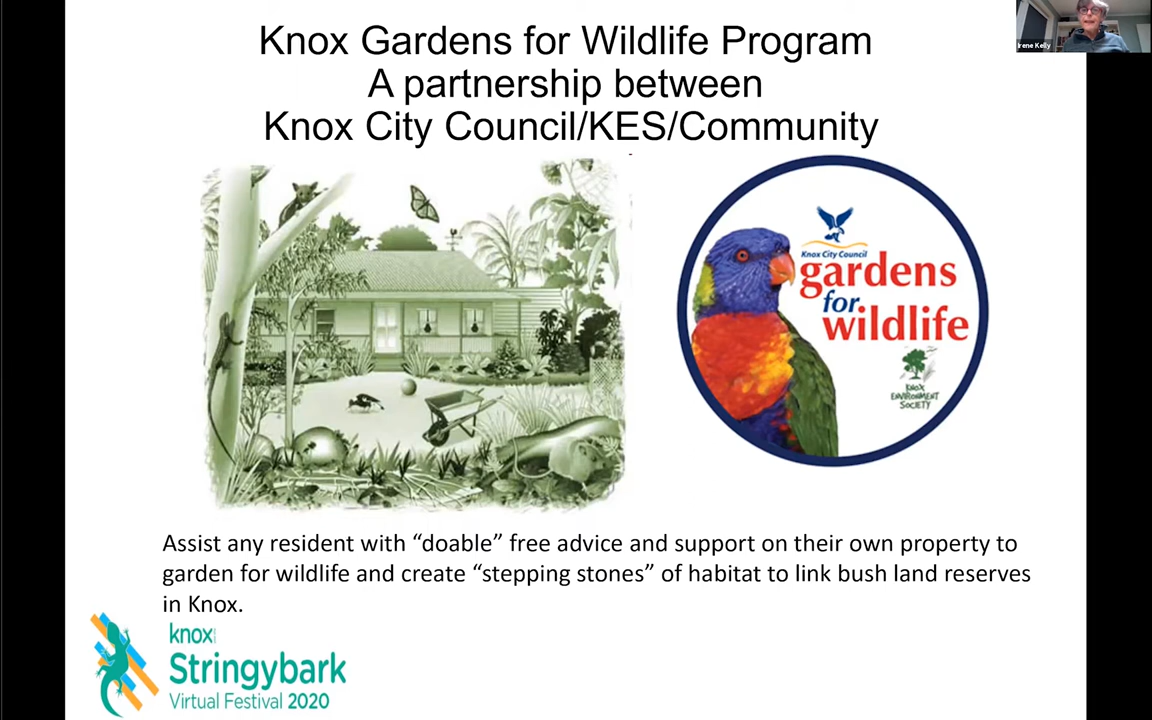 Knox Gardens for Wildlife Program
A partnership between
Knox City Council/KES/Community
Irene Kelly
Knox City Council
gardens
for
wildlife
KNOX
ENVIRONMENT
SOCIETY
Assist any resident with “doable” free advice and support on their own property to
garden for wildlife and create “stepping stones” of habitat to link bush land reserves
in Knox.
knox
Stringybark
Virtual Festival 2020